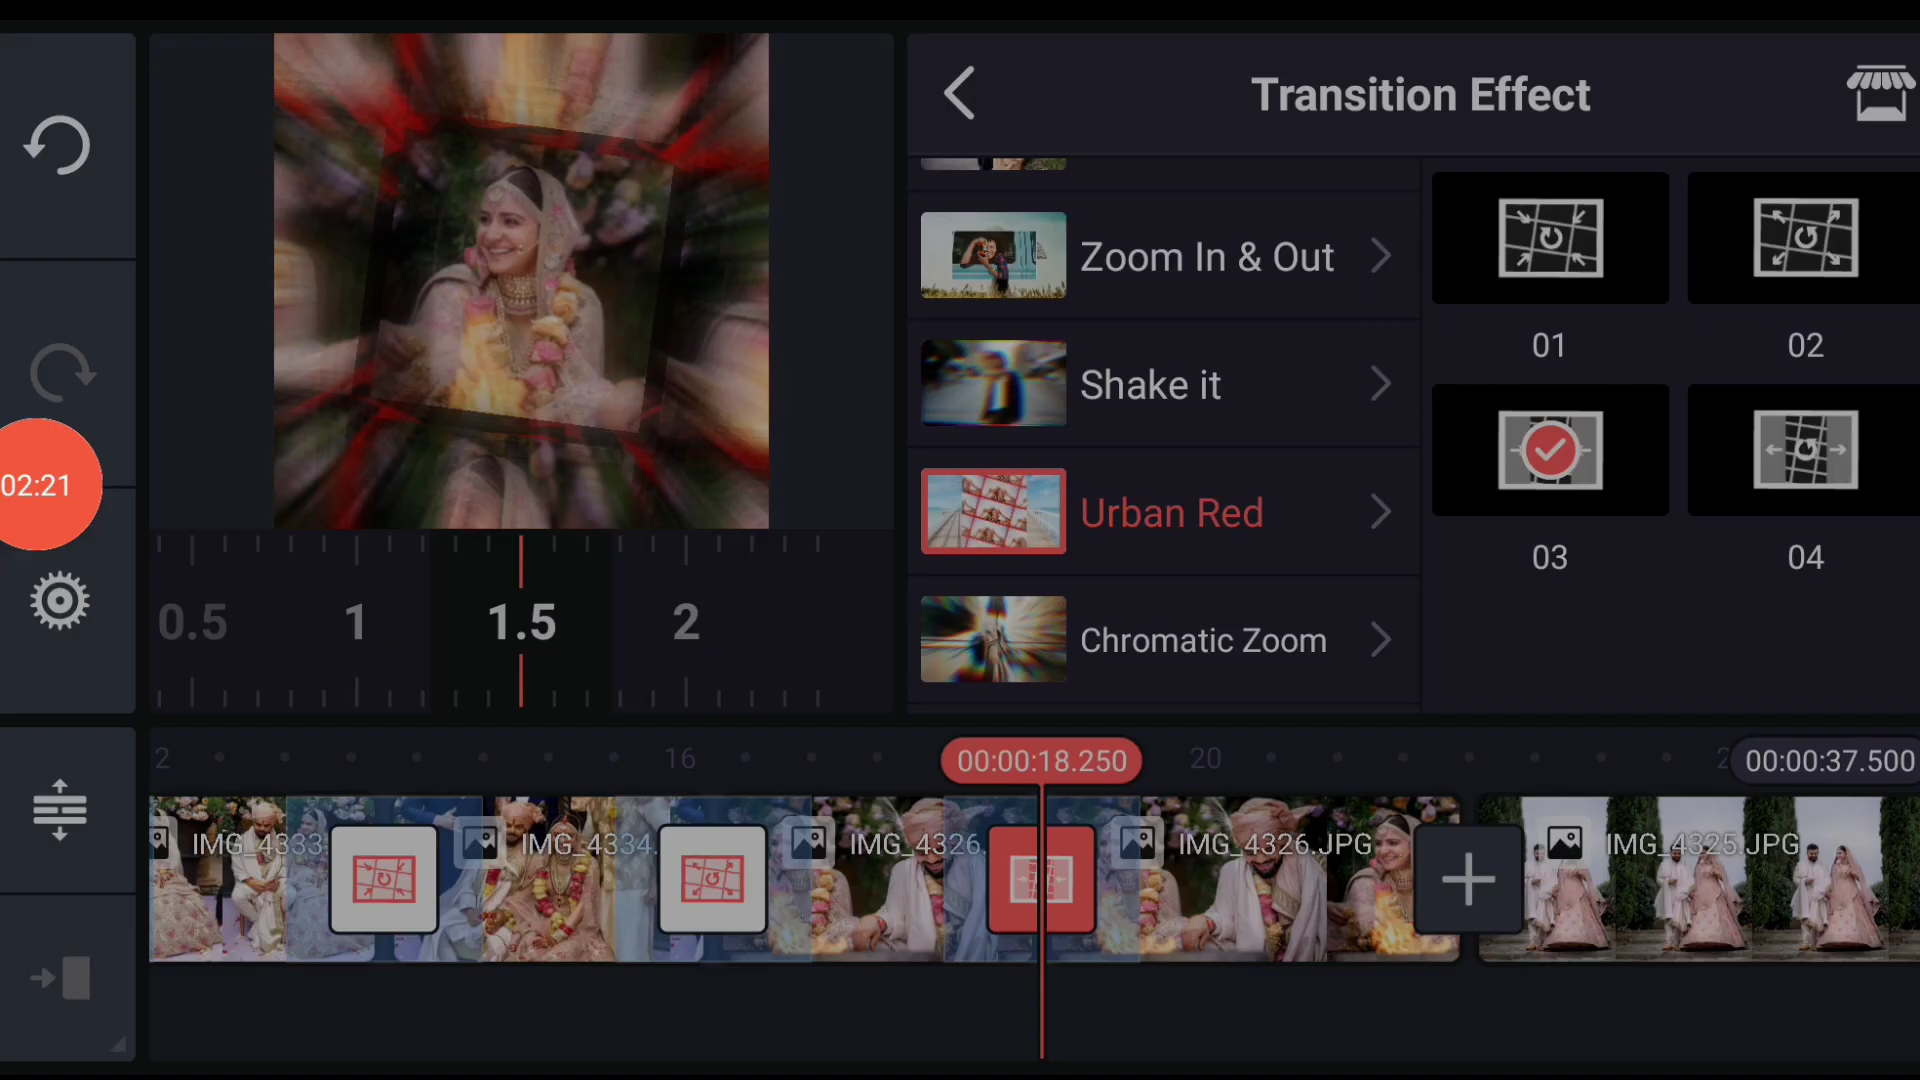 Transition Effect
Zoom In & Out
Shake it
Urban Red
Chromatic Zoom
01
02
03
04
02:21
0.5
1
1.5
2
2
16
00:00:18.250
20
2
00:00:37.500
IMG_4333
IMG_4334.
IMG_4326.
IMG_4326.JPG
IMG_4325.JPG